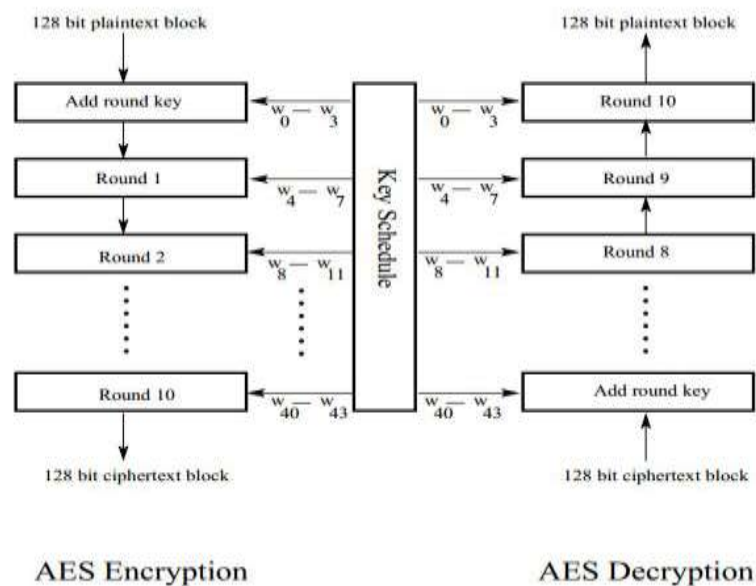 128 bit plaintext block
128 bit plaintext block
Add round key
w0 — w3
Key Schedule
w0 — w3
Round 10
Round 1
w4 — w7
w4 — w7
Round 9
Round 2
w8 — w11
w8 — w11
Round 8
Round 10
w40 — w43
w40 — w43
Add round key
128 bit ciphertext block
128 bit ciphertext block
AES Encryption
AES Decryption